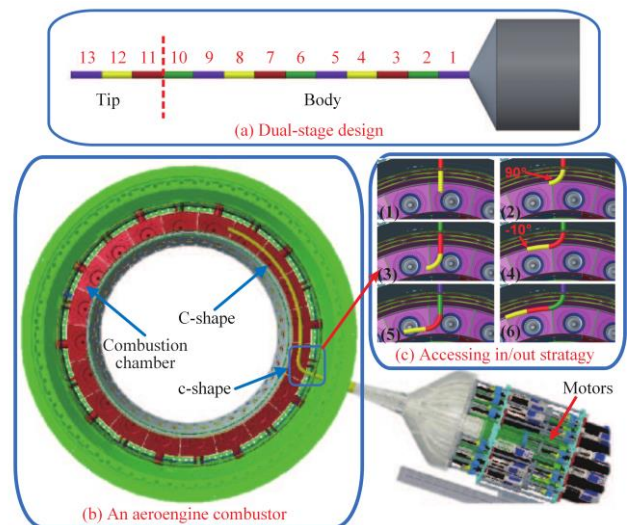 13 12 11 10 9 8 7 6 5 4 3 2 1
Tip Body
(a) Dual-stage design
C-shape
Combustion
chamber
c-shape
(b) An aeroengine combustor
90°
(1) (2)
-10°
(3) (4)
(5) (6)
(c) Accessing in/out stratagy
Motors